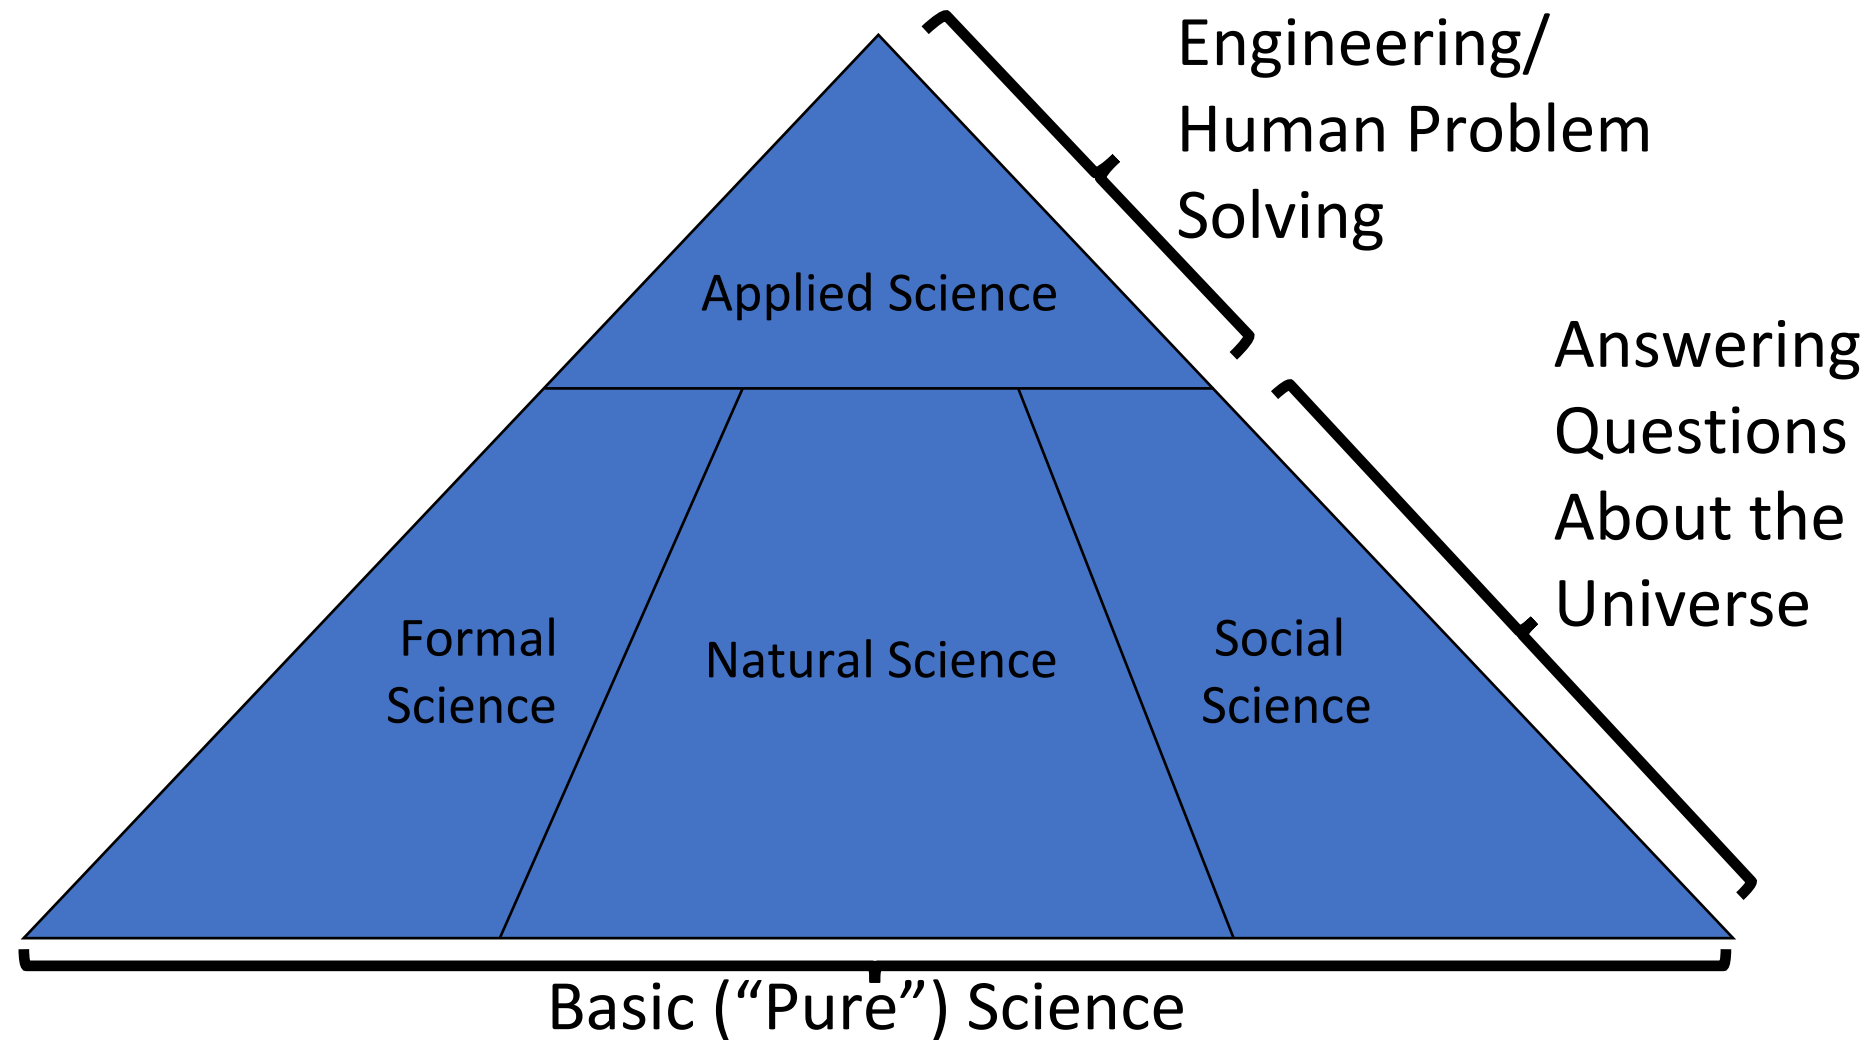 Engineering/
Human Problem
Solving
Applied Science
Answering
Questions
About the
Universe
Formal
Science
Natural Science
Social
Science
Basic (“Pure”) Science